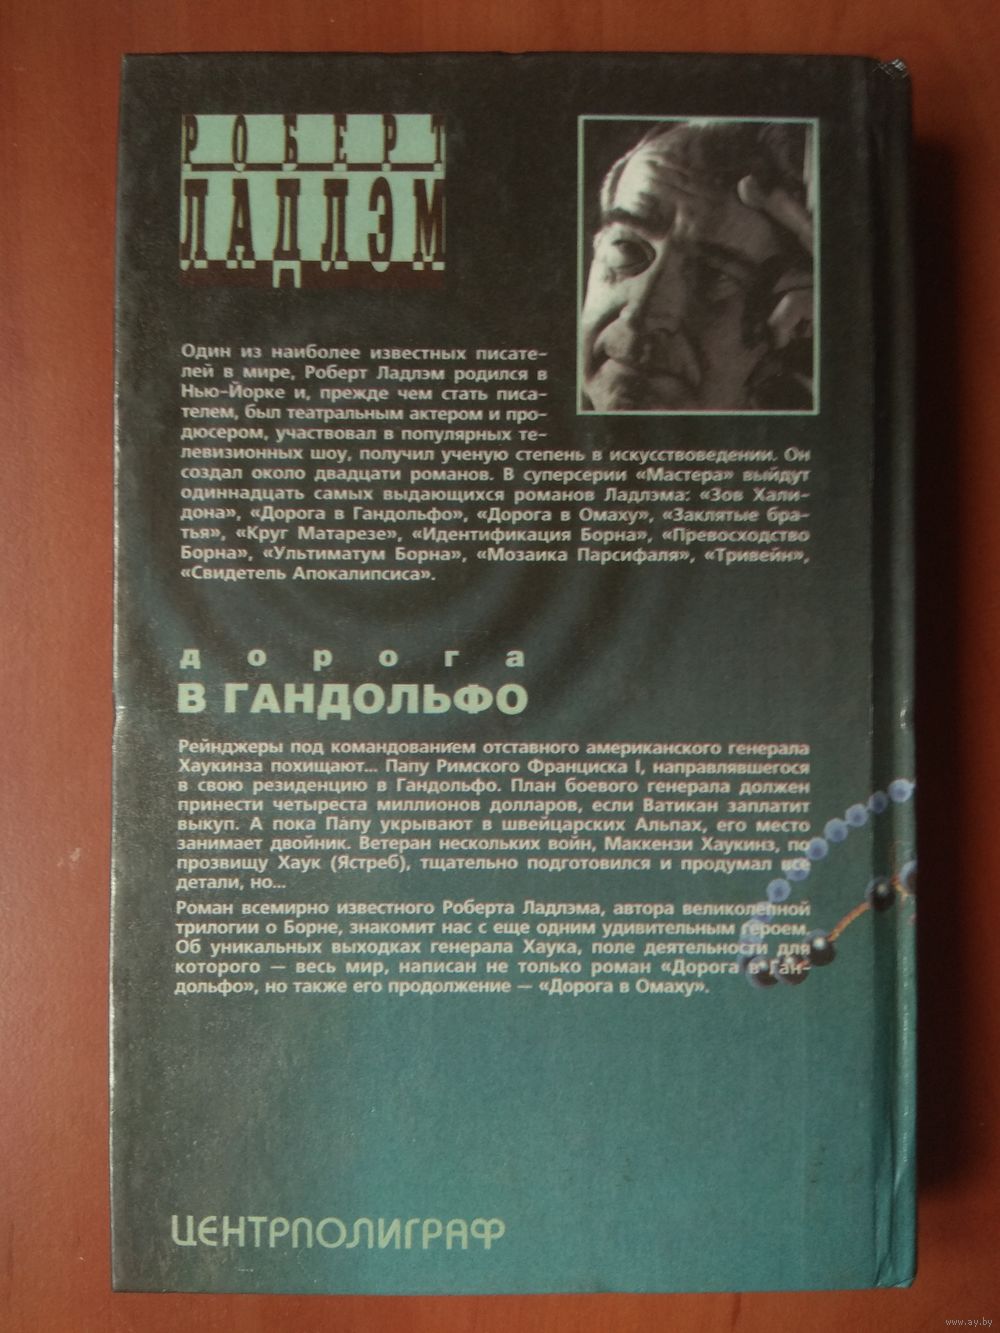 РОБЕРТ
ЛАДЛЭМ
Один из наиболее известных писате-
лей в мире, Роберт Ладлэм родился в
Нью-Йорке и, прежде чем стать писа-
телем, был театральным актером и про-
дюсером, участвовал в популярных те-
левизионных шоу, получил ученую степень в искусствоведении. Он
создал около двадцати романов. В суперсерии «Мастера» выйдут
одиннадцать самых выдающихся романов Ладлэма: «Зов Хали-
дона», «Дорога в Гандольфо», «Дорога в Омаху», «Заклятые бра-
тья», «Круг Матарезе», «Идентификация Борна», «Превосходство
Борна», «Ультиматум Борна», «Мозаика Парсифаля», «Тривейн»,
«Свидетель Апокалипсиса».
дорога
В ГАНДОЛЬФО
Рейнджеры под командованием отставного американского генерала
Хаукинза похищают... Папу Римского Франциска I, направлявшегося
в свою резиденцию в Гандольфо. План боевого генерала должен
принести четыреста миллионов долларов, если Ватикан заплатит
выкуп. А пока Папу укрывают в швейцарских Альпах, его место
занимает двойник. Ветеран нескольких войн, Маккензи Хаукинз, по
прозвищу Хаук (Ястреб), тщательно подготовился и продумал все
детали, но...
Роман всемирно известного Роберта Ладлэма, автора великолепной
трилогии о Борне, знакомит нас с еще одним удивительным героем.
Об уникальных выходках генерала Хаука, поле деятельности для
которого — весь мир, написан не только роман «Дорога в Ган-
дольфо», но также его продолжение — «Дорога в Омаху».
ЦЕНТРПОЛИГРАФ
www.ay.by